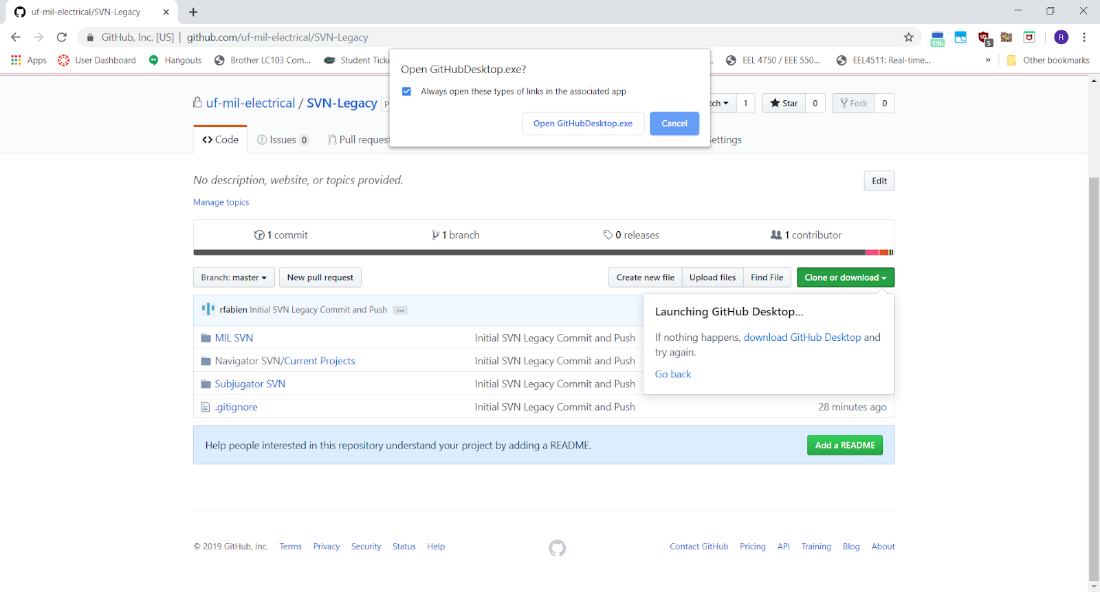 uf-mil-electrical/SVN-Legacy
GitHub, Inc. [US] | github.com/uf-mil-electrical/SVN-Legacy
Apps User Dashboard Hangouts Brother LC103 Com... Student Ticke EEL 4750 / EEE 550... EEL4511: Real-time... » Other bookmarks
Open GitHubDesktop.exe?
Always open these types of links in the associated app
Open GitHubDesktop.exe Cancel
uf-mil-electrical / SVN-Legacy
tch 1 Star 0 Fork 0
Code Issues 0 Pull reques ettings
No description, website, or topics provided.
Edit
Manage topics
1 commit 1 branch 0 releases 1 contributor
Branch: master New pull request Create new file Upload files Find File Clone or download
rfabien Initial SVN Legacy Commit and Push ...
Launching GitHub Desktop...
If nothing happens, download GitHub Desktop and
try again.
Go back
MIL SVN Initial SVN Legacy Commit and Push
Navigator SVN/Current Projects Initial SVN Legacy Commit and Push
Subjugator SVN Initial SVN Legacy Commit and Push
.gitignore Initial SVN Legacy Commit and Push 28 minutes ago
Help people interested in this repository understand your project by adding a README.
Add a README
© 2019 GitHub, Inc. Terms Privacy Security Status Help Contact GitHub Pricing API Training Blog About